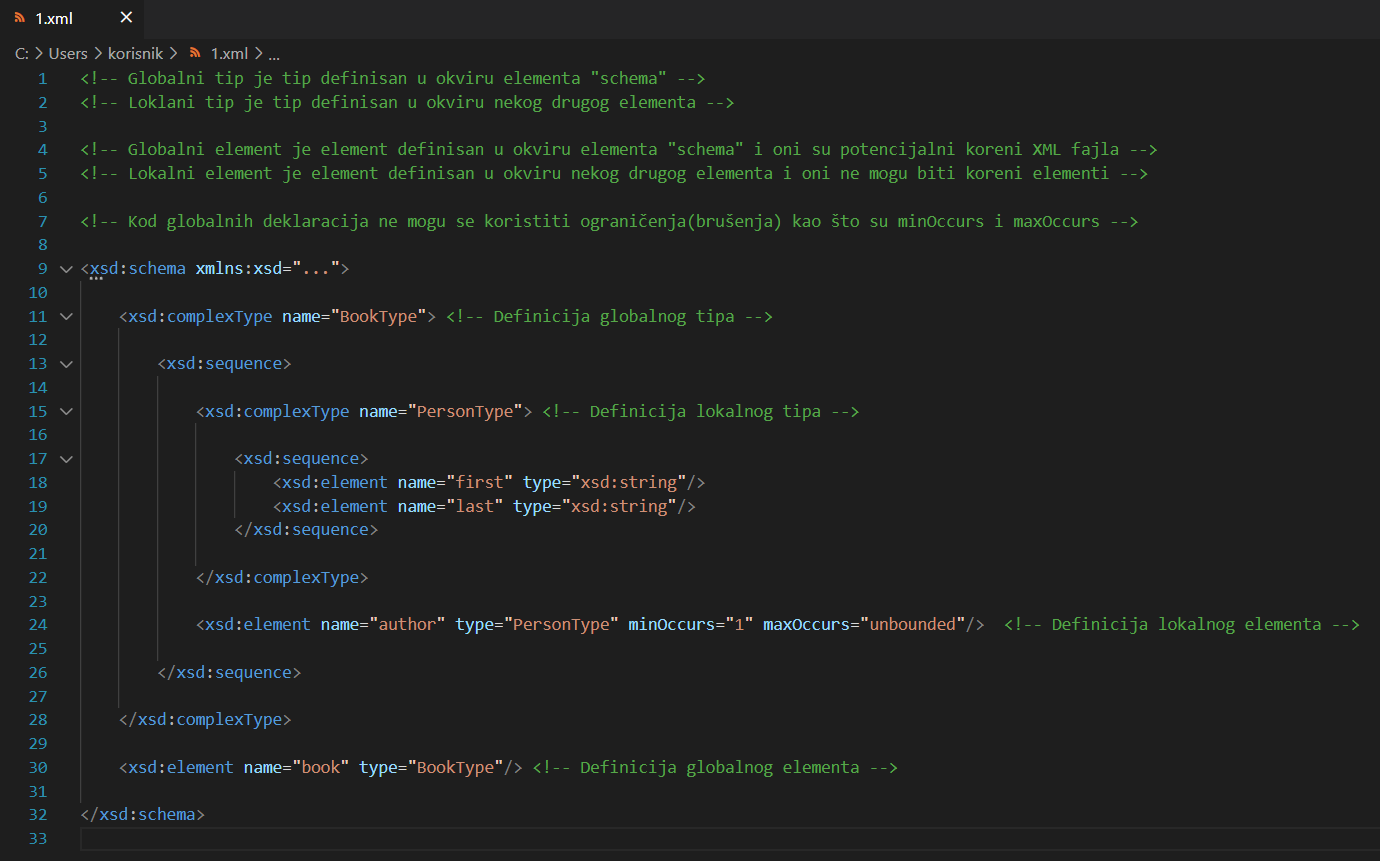 1.xml
C: > Users > korisnik > 1.xml > ...
1 <!-- Globalni tip je tip definisan u okviru elementa "schema" -->
2 <!-- Loklani tip je tip definisan u okviru nekog drugog elementa -->
3
4 <!-- Globalni element je element definisan u okviru elementa "schema" i oni su potencijalni koreni XML fajla -->
5 <!-- Lokalni element je element definisan u okviru nekog drugog elementa i oni ne mogu biti koreni elementi -->
6
7 <!-- Kod globalnih deklaracija ne mogu se koristiti ograničenja(brušenja) kao što su minOccurs i maxOccurs -->
8
9 <xsd:schema xmlns:xsd="...">
10
11 <xsd:complexType name="BookType"> <!-- Definicija globalnog tipa -->
12
13 <xsd:sequence>
14
15 <xsd:complexType name="PersonType"> <!-- Definicija lokalnog tipa -->
16
17 <xsd:sequence>
18 <xsd:element name="first" type="xsd:string"/>
19 <xsd:element name="last" type="xsd:string"/>
20 </xsd:sequence>
21
22 </xsd:complexType>
23
24 <xsd:element name="author" type="PersonType" minOccurs="1" maxOccurs="unbounded"/> <!-- Definicija lokalnog elementa -->
25
26 </xsd:sequence>
27
28 </xsd:complexType>
29
30 <xsd:element name="book" type="BookType"/> <!-- Definicija globalnog elementa -->
31
32 </xsd:schema>
33